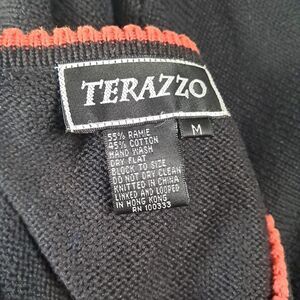 TERAZZO
M
55% RAMIE
45% COTTON
HAND WASH
DRY FLAT
BLOCK TO SIZE
DO NOT DRY CLEAN
KNITTED IN CHINA
LINKED AND LOOPED
IN HONG KONG
RN 100333